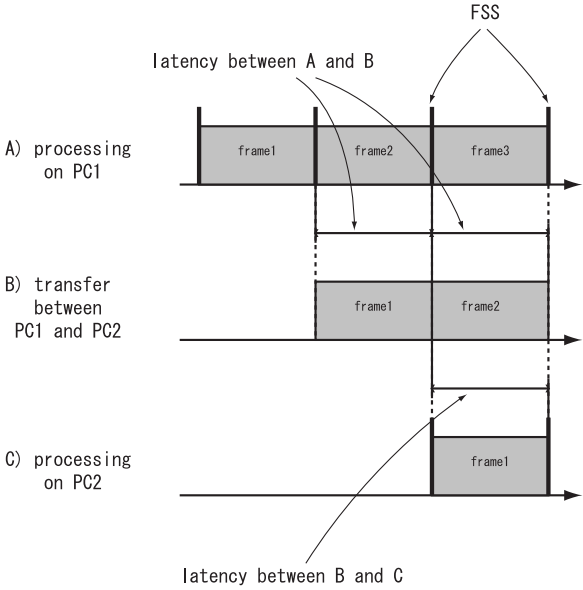 FSS
latency between A and B
A) processing
on PC1
frame1
frame2
frame3
B) transfer
between
PC1 and PC2
frame1
frame2
C) processing
on PC2
frame1
latency between B and C